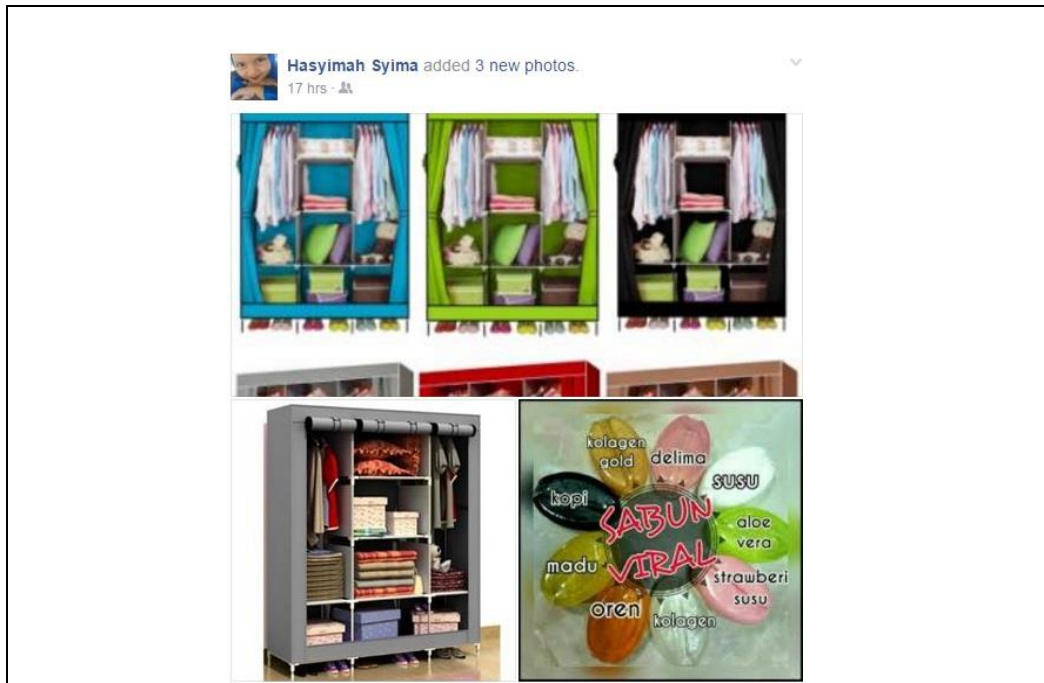 Hasyimah Syima added 3 new photos.
17 hrs ·
kolagen
gold
delima
susu
kopi
SABUN
VIRAL
aloe
vera
madu
strawberi
susu
oren
kolagen